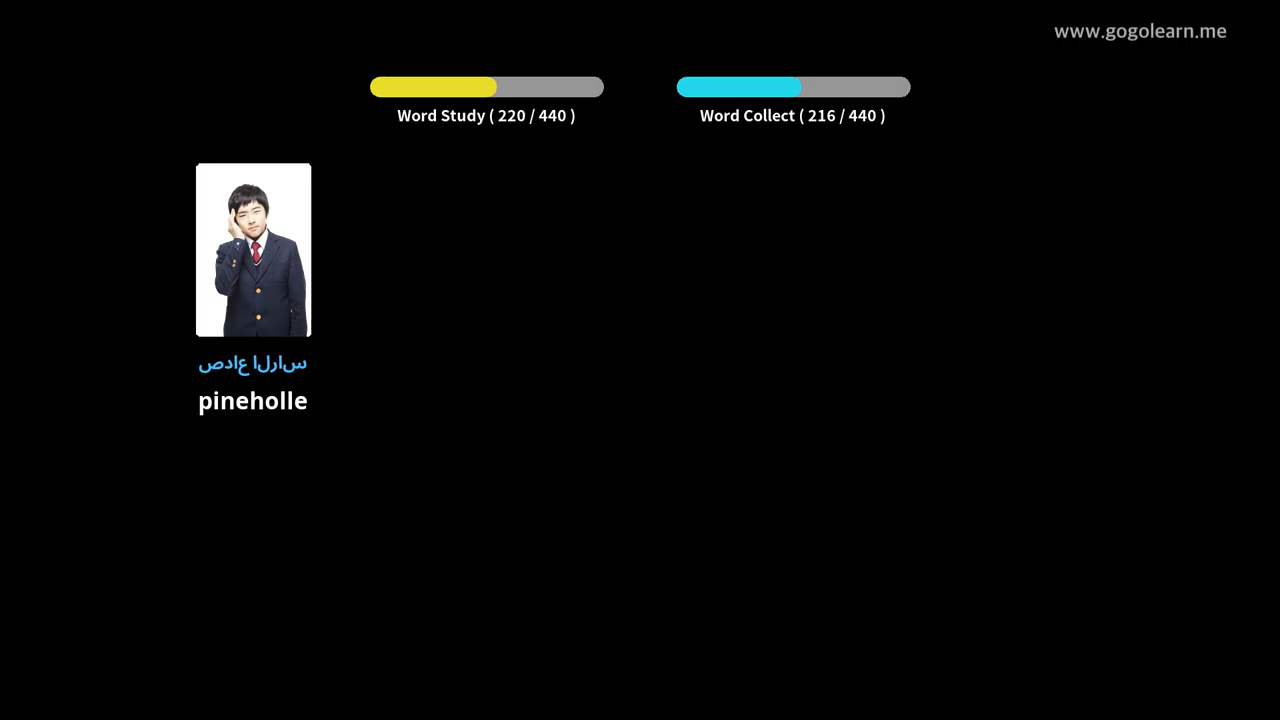 www.gogolearn.me
Word Study ( 220 / 440 )
Word Collect ( 216 / 440 )
صداع الراس
pineholle